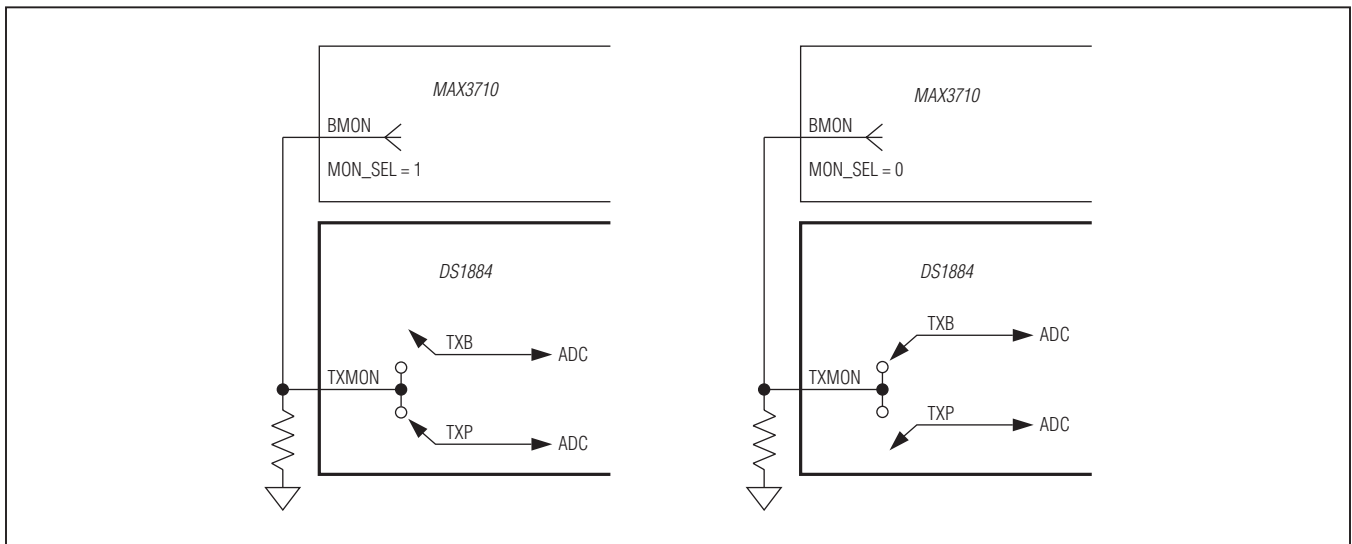 MAX3710
BMON
MON_SEL = 1
DS1884
TXB
ADC
TXMON
TXP
ADC
MAX3710
BMON
MON_SEL = 0
DS1884
TXB
ADC
TXMON
TXP
ADC